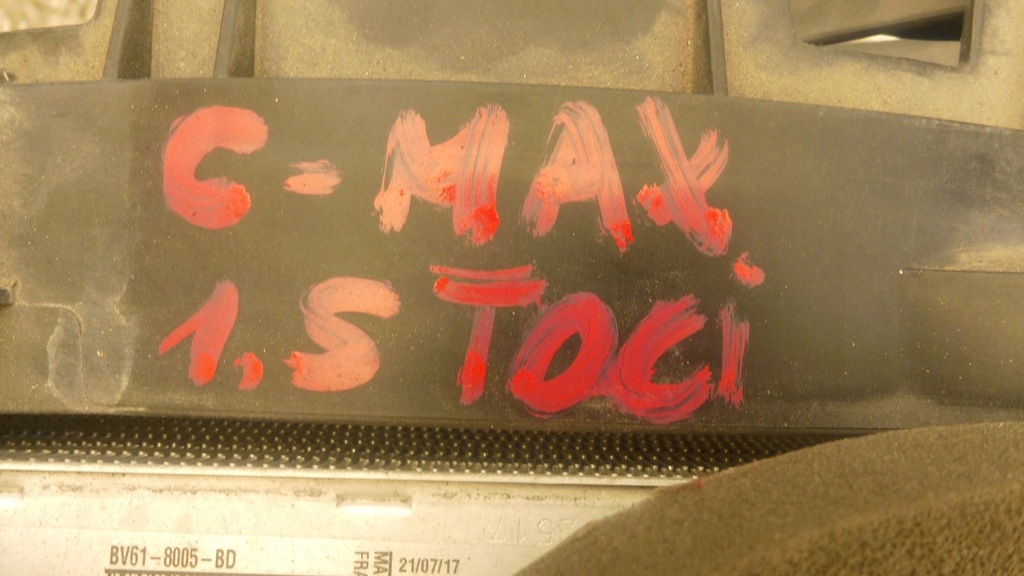 C-MAX.
1.5 TDCI
BV61-8005-BD
21/07/17